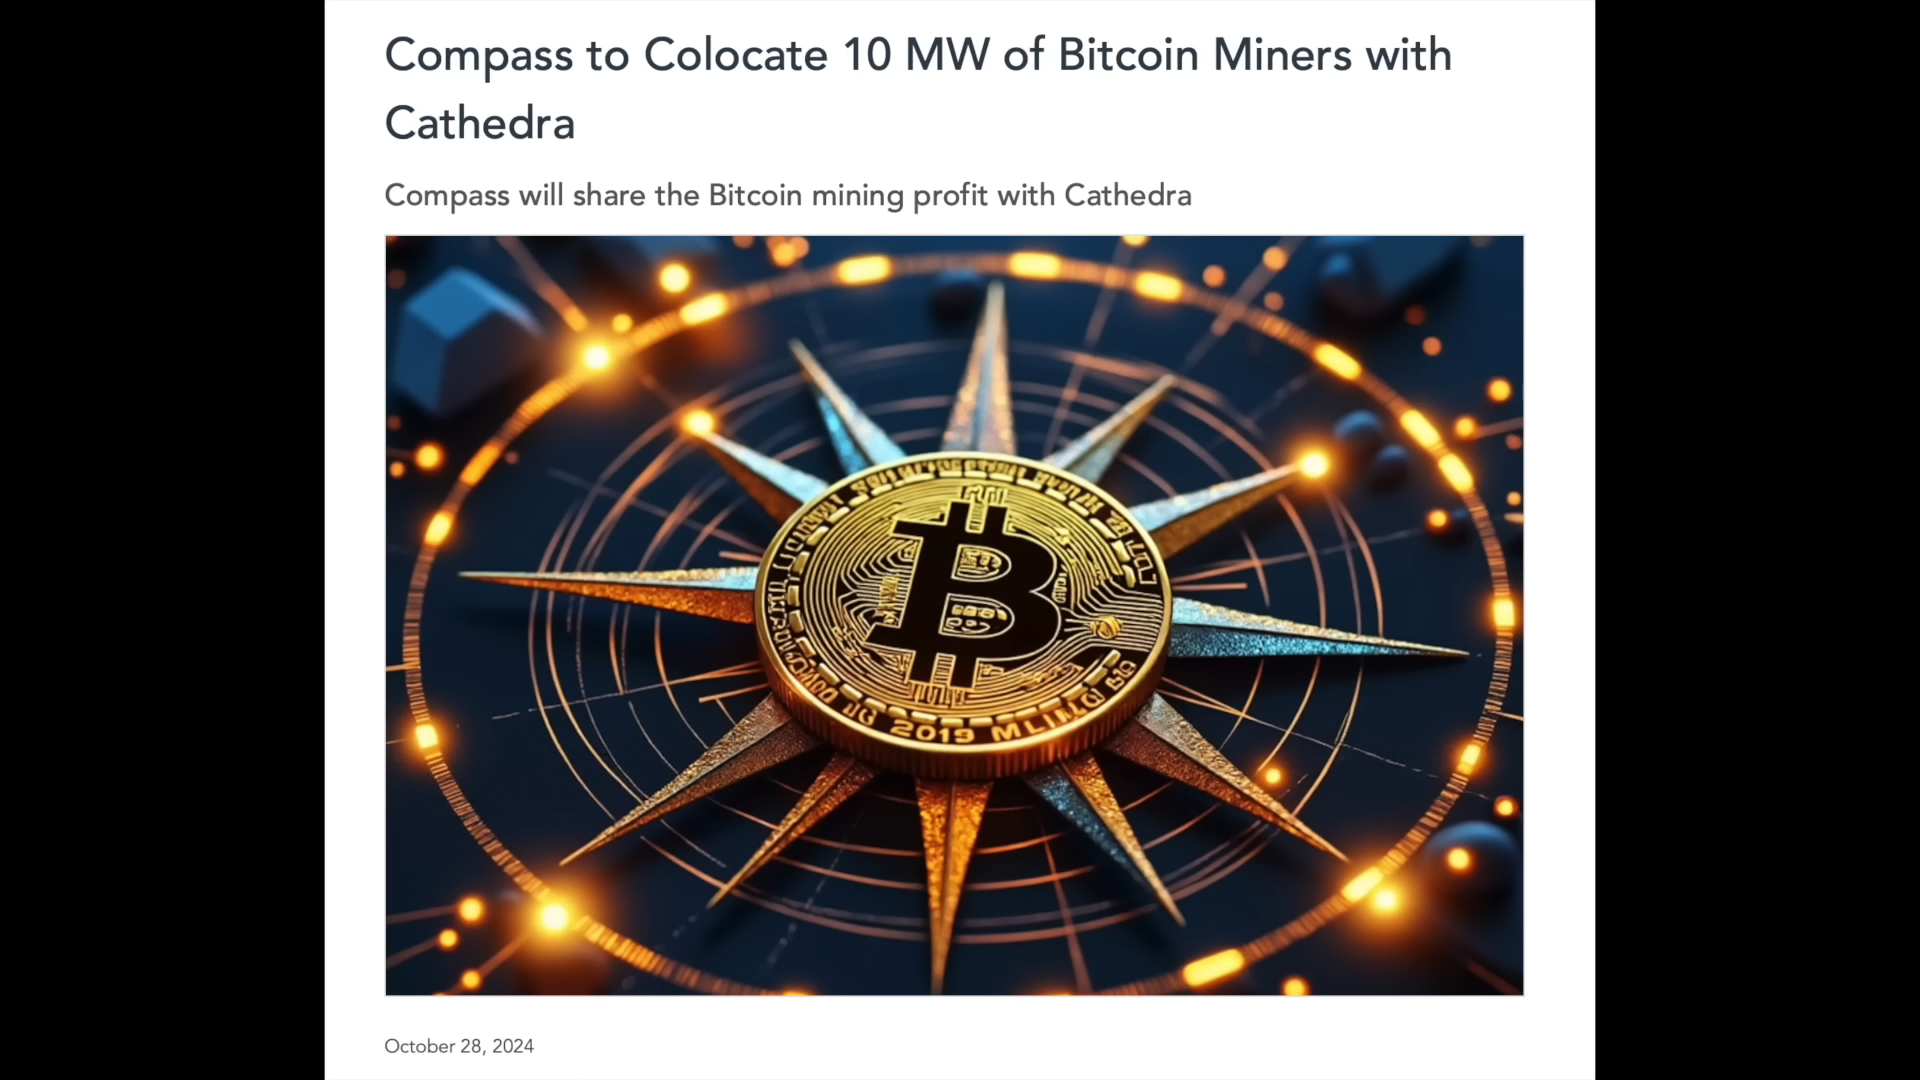 Compass to Colocate 10 MW of Bitcoin Miners with
Cathedra
Compass will share the Bitcoin mining profit with Cathedra
2019
October 28, 2024